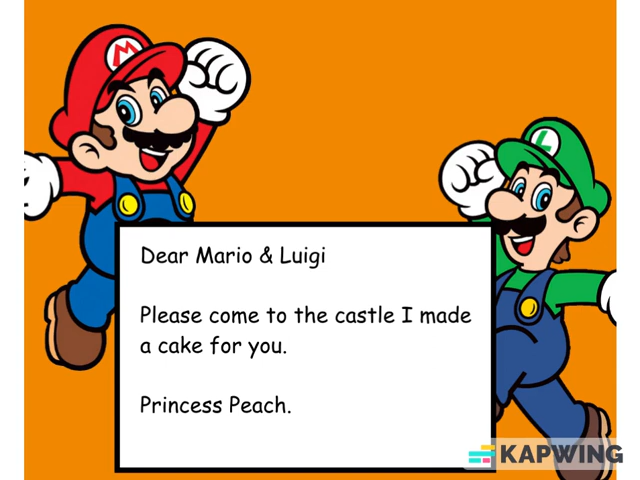 M
L
Dear Mario & Luigi
Please come to the castle I made
a cake for you.
Princess Peach.
KAPWING